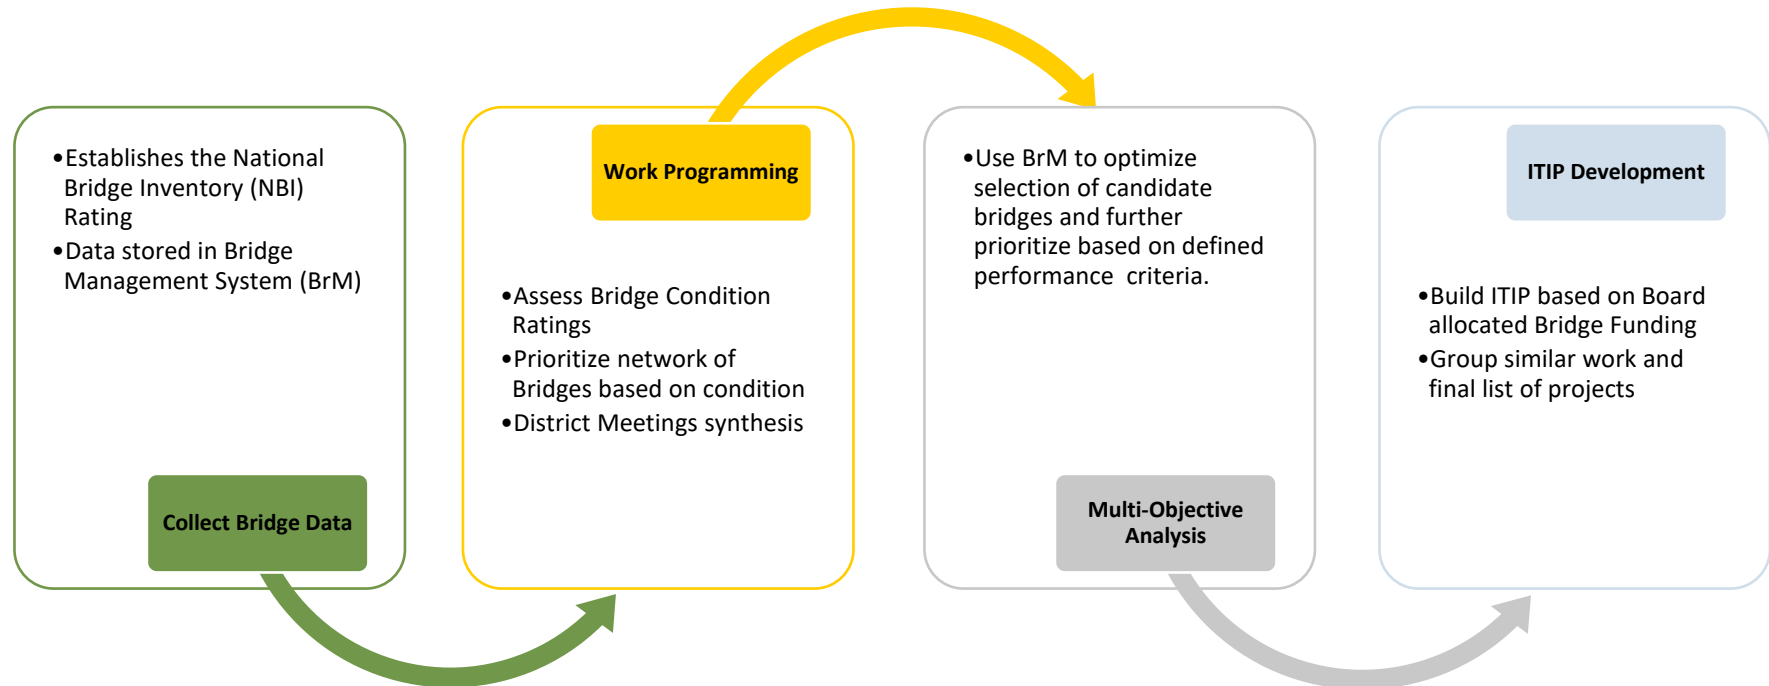 •Establishes the National
Bridge Inventory (NBI)
Rating
•Data stored in Bridge
Management System (BrM)
Collect Bridge Data
Work Programming
•Assess Bridge Condition
Ratings
•Prioritize network of
Bridges based on condition
•District Meetings synthesis
•Use BrM to optimize
selection of candidate
bridges and further
prioritize based on defined
performance criteria.
Multi-Objective
Analysis
ITIP Development
•Build ITIP based on Board
allocated Bridge Funding
•Group similar work and
final list of projects